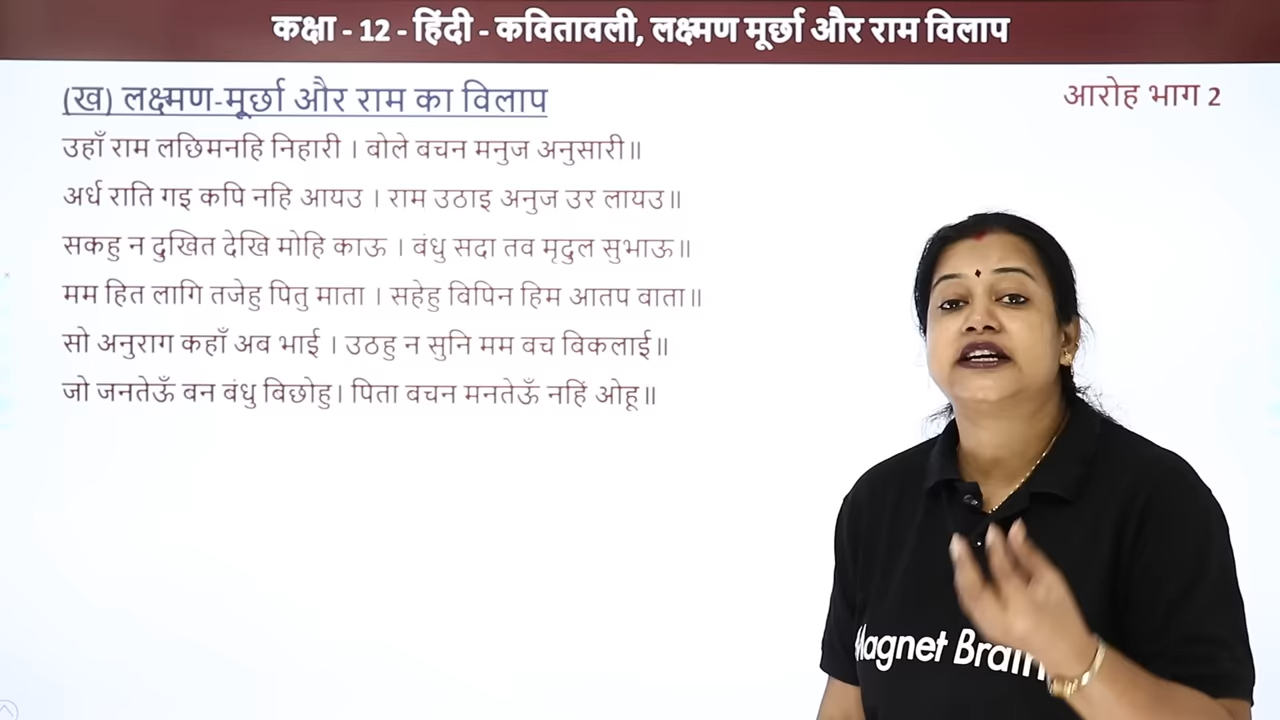 कक्षा - 12 - हिंदी - कवितावली, लक्ष्मण मूर्छा और राम विलाप
(ख) लक्ष्मण-मूर्छा और राम का विलाप
आरोह भाग 2
उहाँ राम लछिमनहि निहारी । बोले बचन मनुज अनुसारी॥
अर्ध राति गइ कपि नहि आयउ । राम उठाइ अनुज उर लायउ॥
सकहु न दुखित देखि मोहि काऊ । बंधु सदा तव मृदुल सुभाऊ॥
मम हित लागि तजेहु पितु माता । सहेहु बिपिन हिम आतप बाता॥
सो अनुराग कहाँ अब भाई । उठहु न सुनि मम बच बिकलाई॥
जो जनतेऊँ बन बंधु बिछोहु। पिता बचन मनतेऊँ नहिं ओहू॥
Magnet Brain